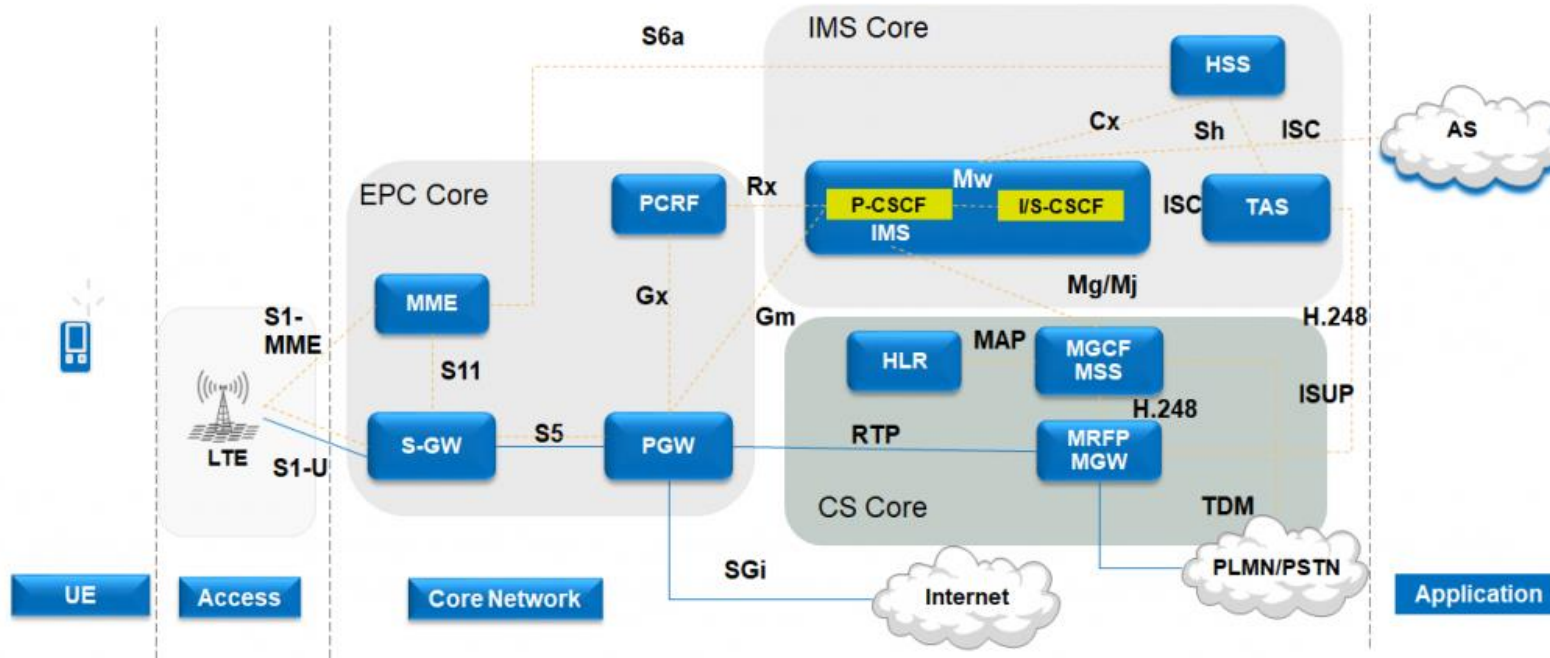 S6a
IMS Core
HSS
Cx
Sh
ISC
AS
EPC Core
PCRF
Rx
Mw
P-CSCF
I/S-CSCF
IMS
ISC
TAS
MME
Gx
Gm
Mg/Mj
H.248
S1-
MME
S11
HLR
MAP
MGCF
MSS
H.248
ISUP
LTE
S1-U
S-GW
S5
PGW
RTP
MRFP
MGW
CS Core
TDM
PLMN/PSTN
SGi
Internet
UE
Access
Core Network
Application